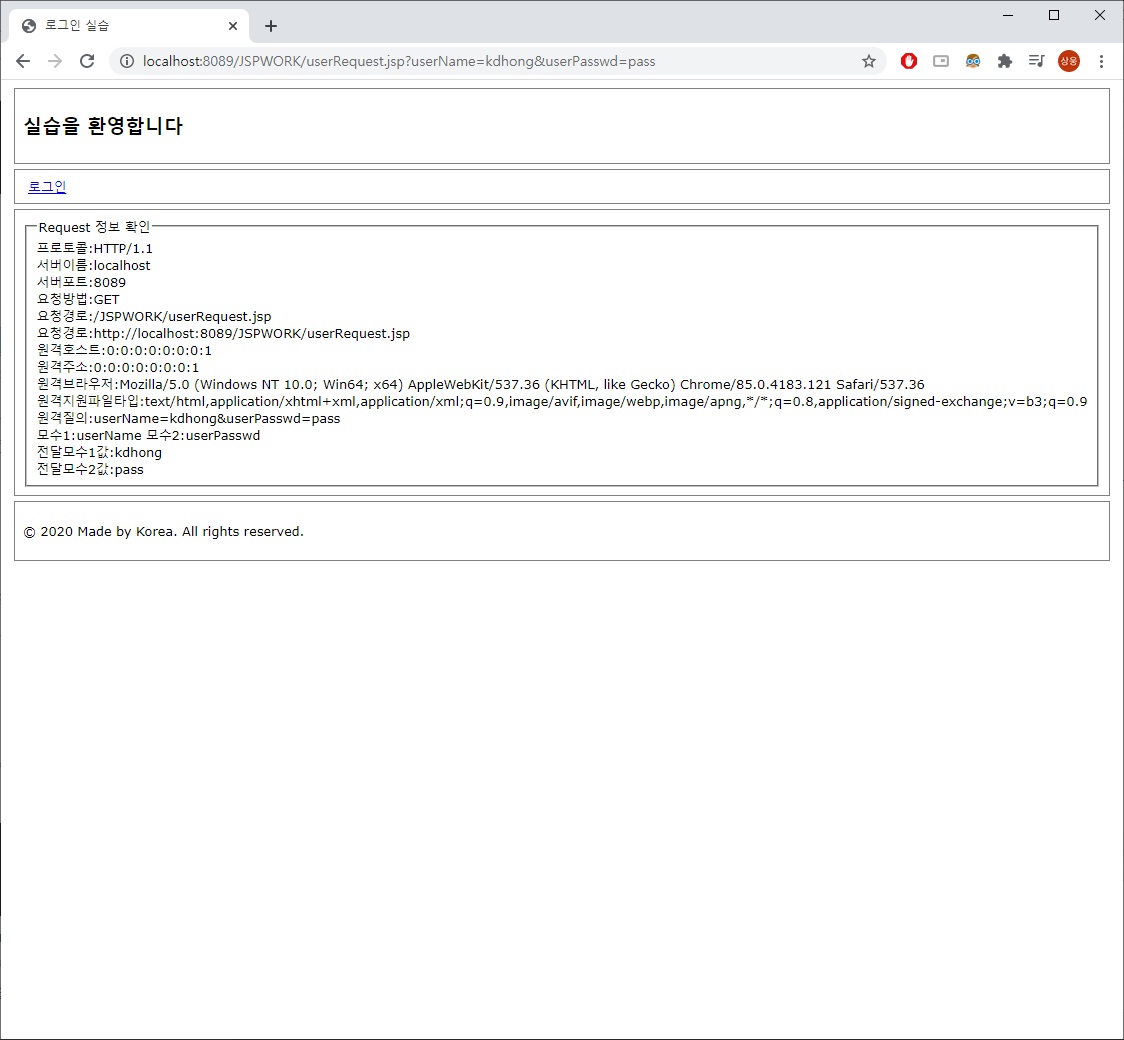 로그인 실습
localhost:8089/JSPWORK/userRequest.jsp?userName=kdhong&userPasswd=pass
상웅
실습을 환영합니다
로그인
Request 정보 확인
프로토콜:HTTP/1.1
서버이름:localhost
서버포트:8089
요청방법:GET
요청경로:/JSPWORK/userRequest.jsp
요청경로:http://localhost:8089/JSPWORK/userRequest.jsp
원격호스트:0:0:0:0:0:0:0:1
원격주소:0:0:0:0:0:0:0:1
원격브라우저:Mozilla/5.0 (Windows NT 10.0; Win64; x64) AppleWebKit/537.36 (KHTML, like Gecko) Chrome/85.0.4183.121 Safari/537.36
원격지원파일타입:text/html,application/xhtml+xml,application/xml;q=0.9,image/avif,image/webp,image/apng,*/*;q=0.8,application/signed-exchange;v=b3;q=0.9
원격질의:userName=kdhong&userPasswd=pass
모수1:userName 모수2:userPasswd
전달모수1값:kdhong
전달모수2값:pass
© 2020 Made by Korea. All rights reserved.